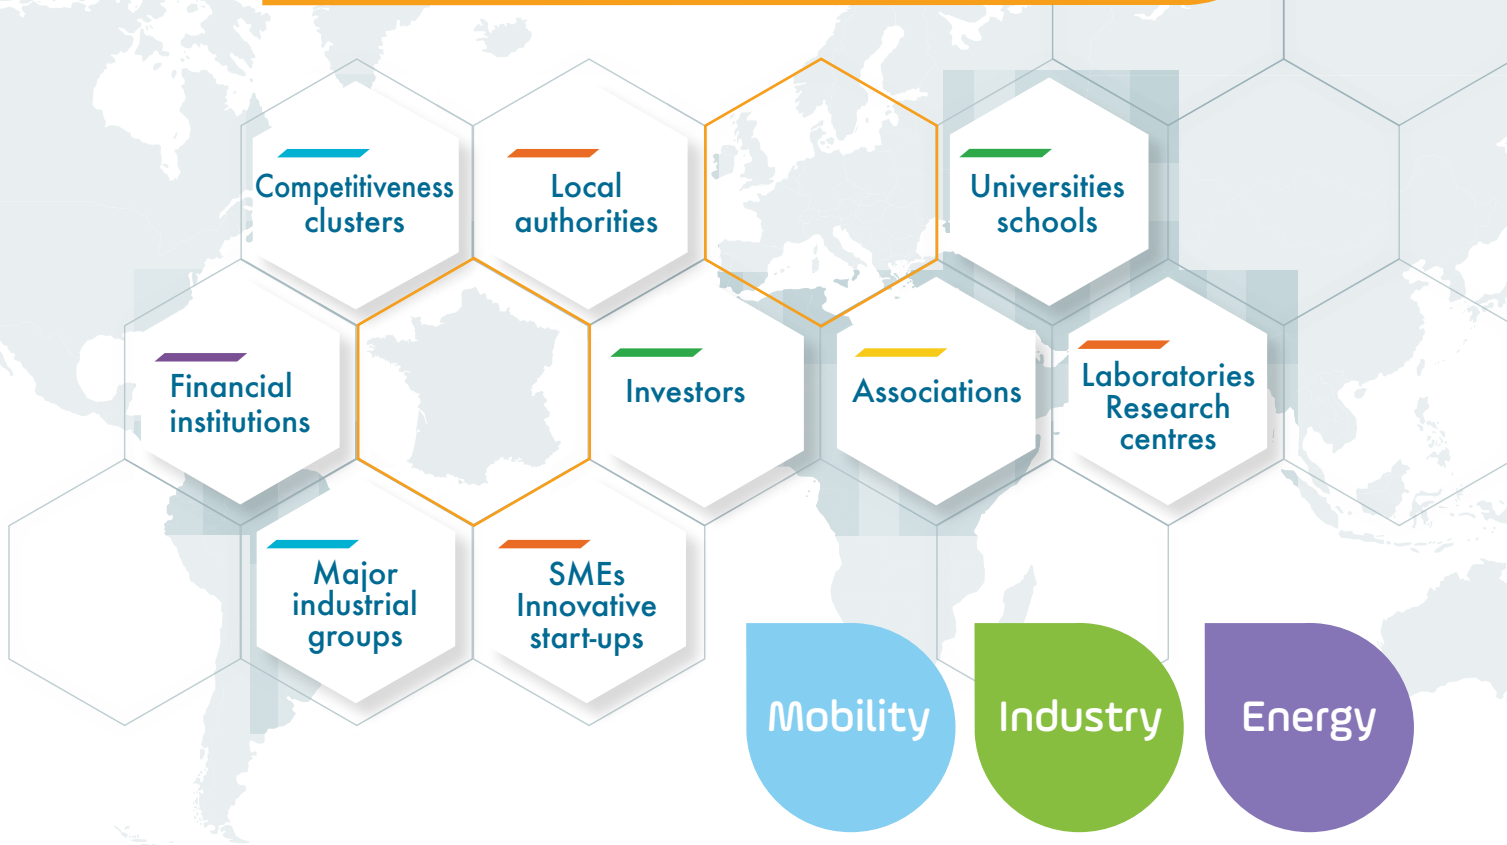 Competitiveness
clusters
Local
authorities
Universities
schools
Financial
institutions
Investors
Associations
Laboratories
Research
centres
Major
industrial
groups
SMEs
Innovative
start-ups
Mobility
Industry
Energy